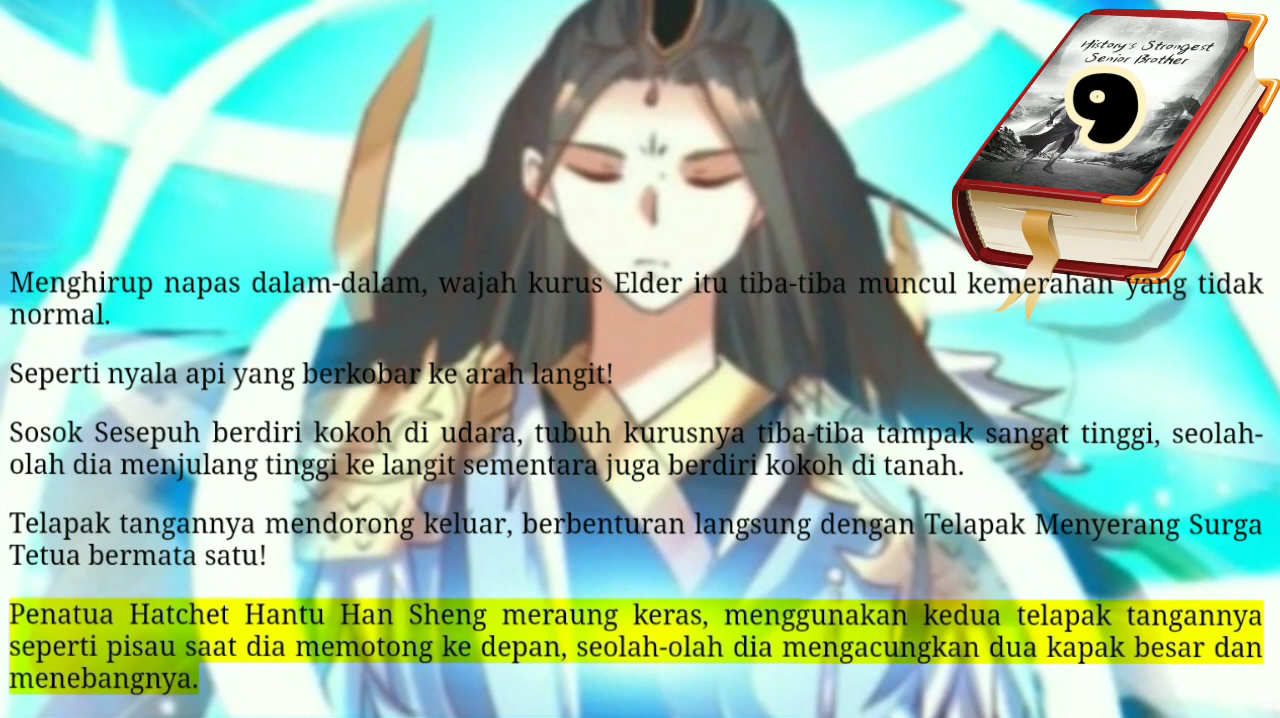 History's Strongest
Senior Brother
9
Menghirup napas dalam-dalam, wajah kurus Elder itu tiba-tiba muncul kemerahan yang tidak
normal.
Seperti nyala api yang berkobar ke arah langit!
Sosok Sesepuh berdiri kokoh di udara, tubuh kurusnya tiba-tiba tampak sangat tinggi, seolah-
olah dia menjulang tinggi ke langit sementara juga berdiri kokoh di tanah.
Telapak tangannya mendorong keluar, berbenturan langsung dengan Telapak Menyerang Surga
Tetua bermata satu!
Penatua Hatchet Hantu Han Sheng meraung keras, menggunakan kedua telapak tangannya
seperti pisau saat dia memotong ke depan, seolah-olah dia mengacungkan dua kapak besar dan
menebangnya.